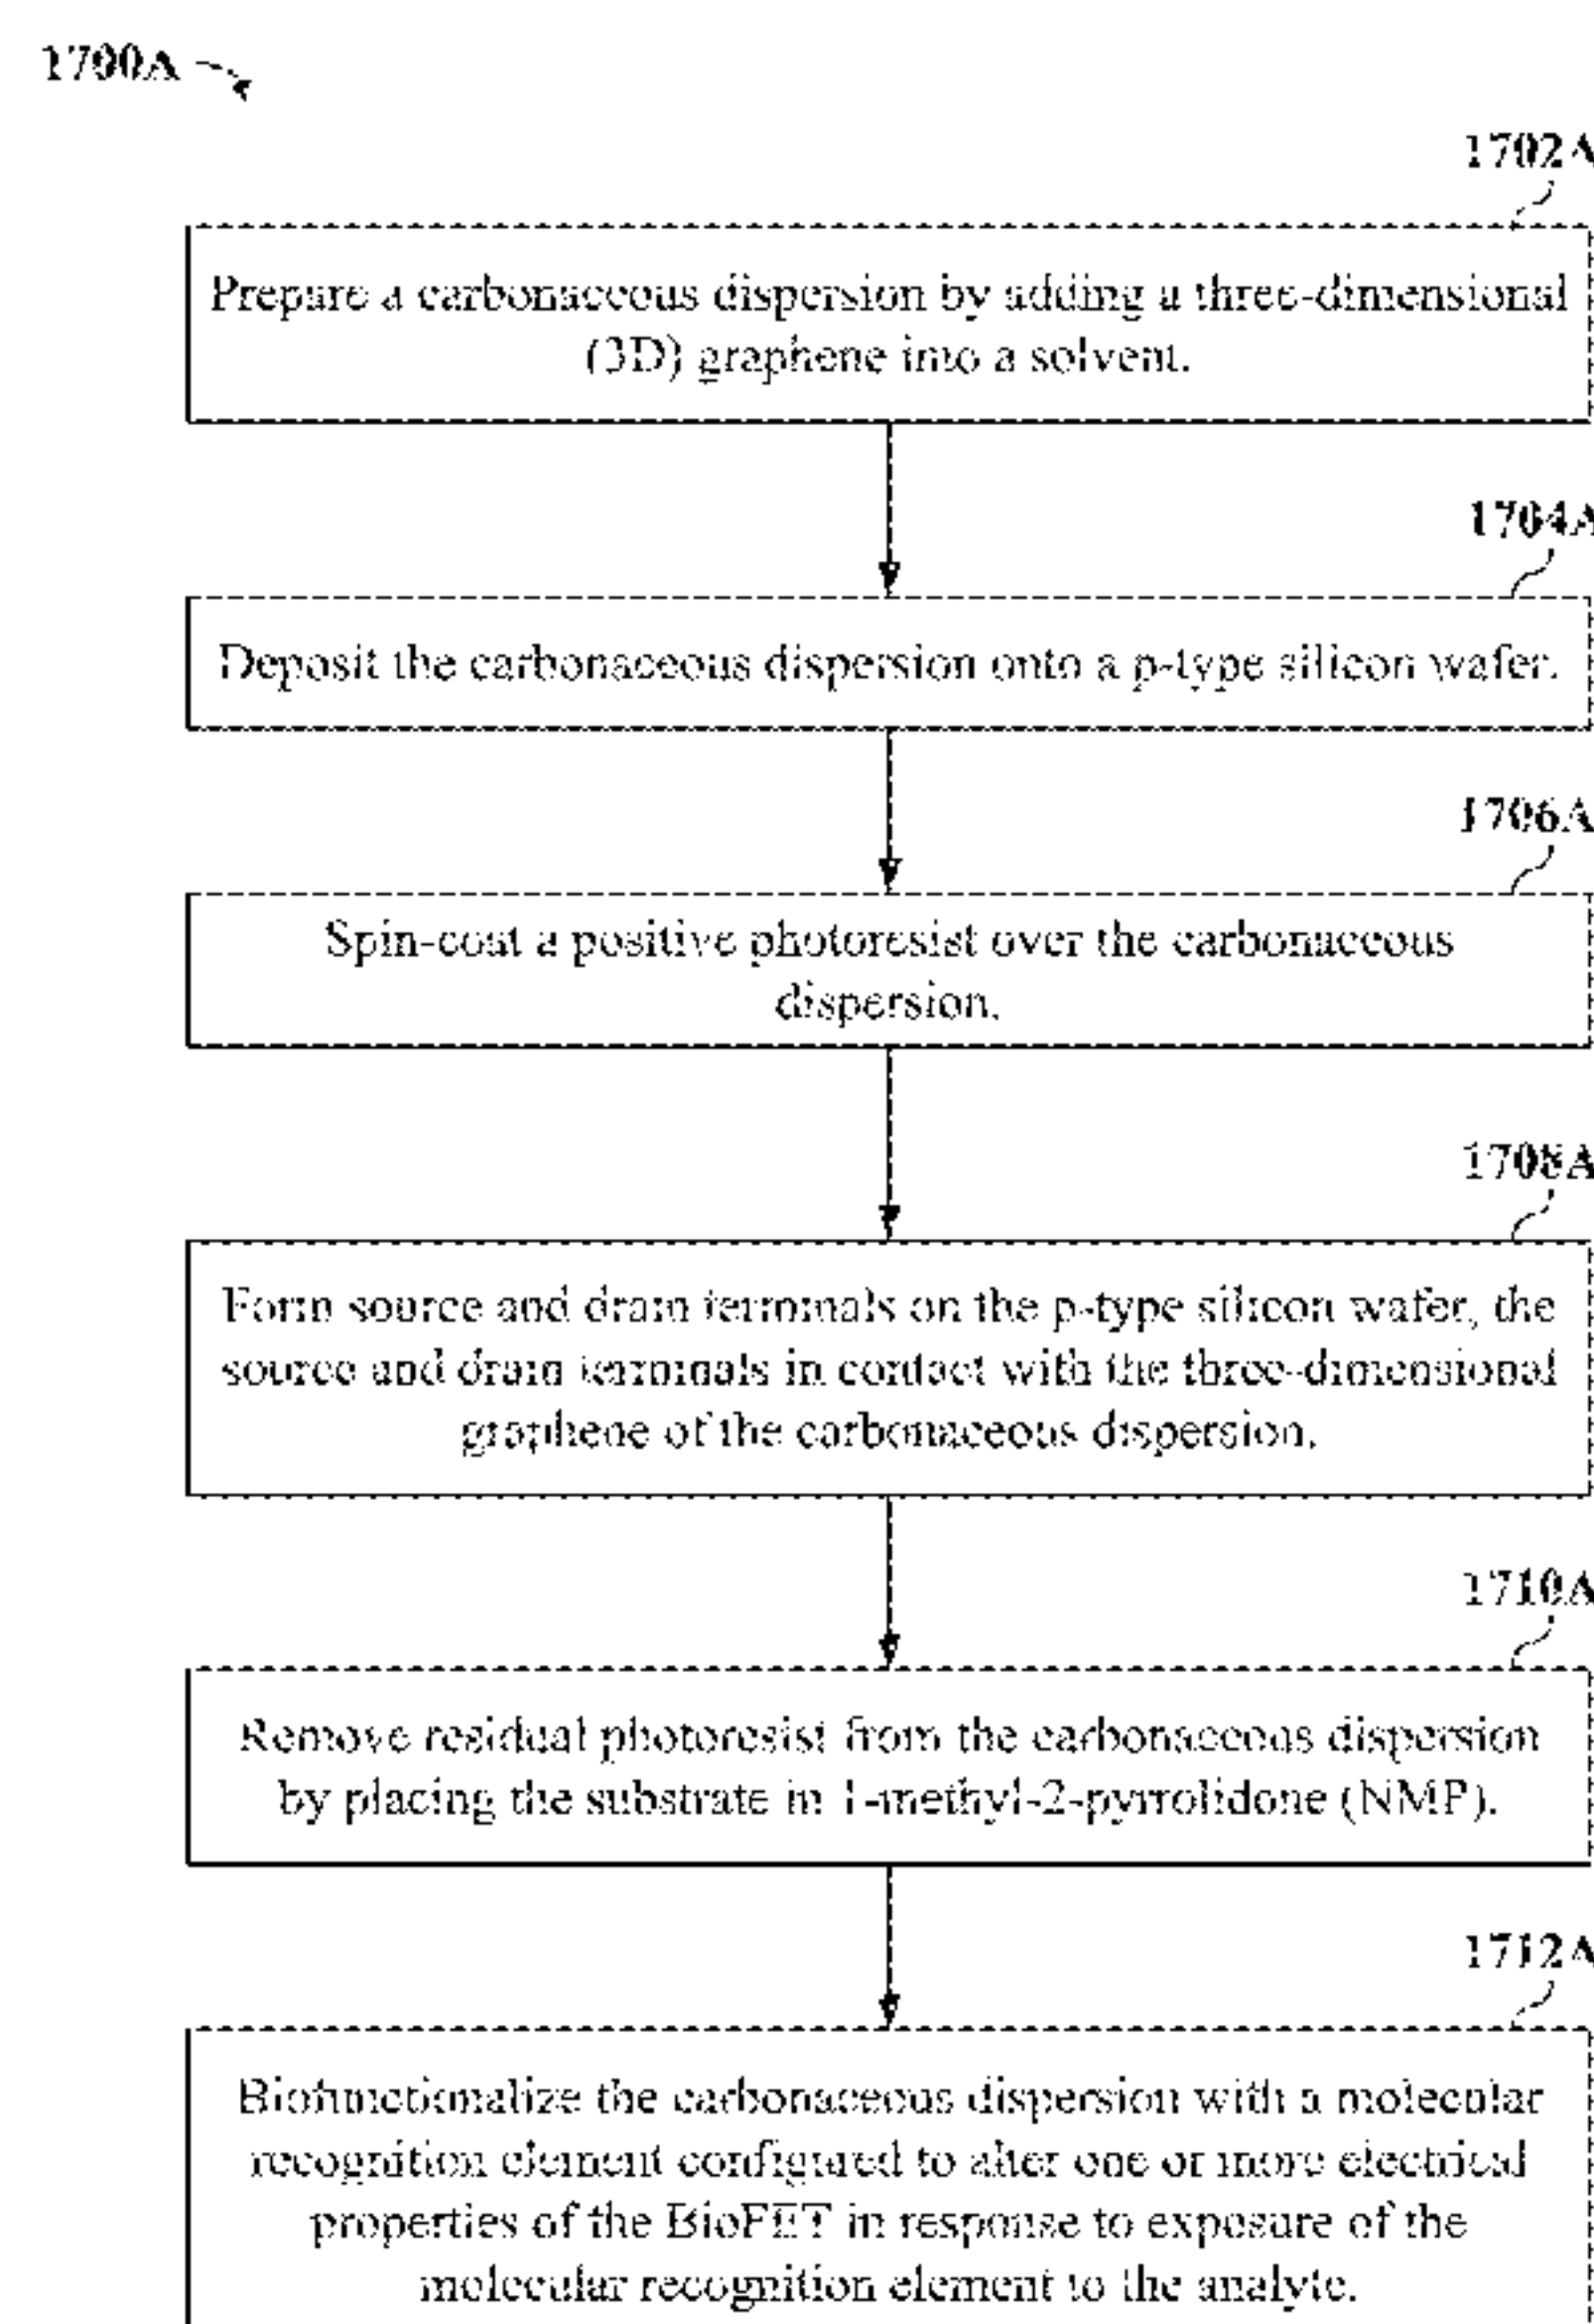 1700A
1702A
Prepare a carbonaceous dispersion by adding a three-dimensional
(3D) graphene into a solvent.
1704A
Deposit the carbonaceous dispersion onto a p-type silicon wafer.
1706A
Spin-coat a positive photoresist over the carbonaceous
dispersion.
1708A
Form source and drain terminals on the p-type silicon wafer, the
source and drain terminals in contact with the three-dimensional
graphene of the carbonaceous dispersion.
1710A
Remove residual photoresist from the carbonaceous dispersion
by placing the substrate in 1-methyl-2-pyrrolidone (NMP).
1712A
Biofunctionalize the carbonaceous dispersion with a molecular
recognition element configured to alter one or more electrical
properties of the BioFET in response to exposure of the
molecular recognition element to the analyte.